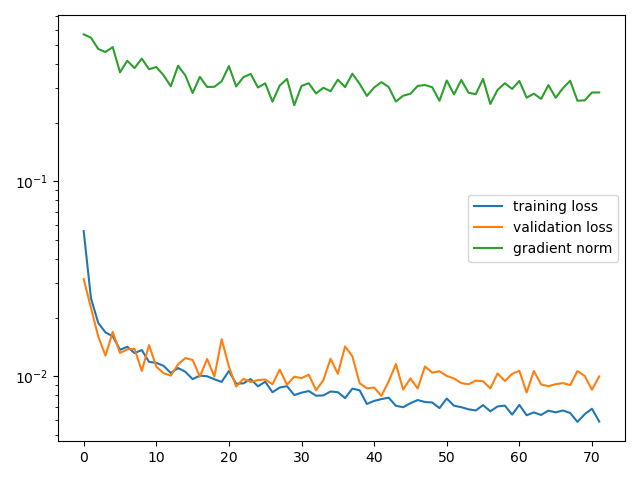 10⁻¹
10⁻²
training loss
validation loss
gradient norm
0 10 20 30 40 50 60 70